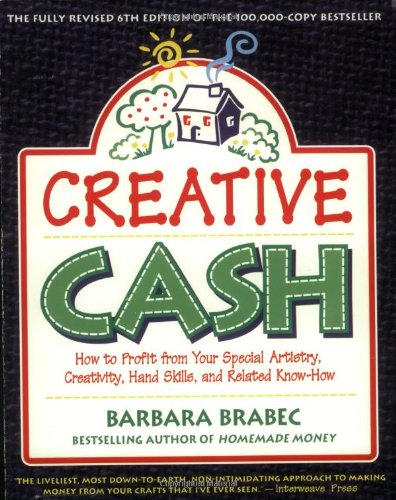 THE FULLY REVISED 6TH EDITION OF THE 100,000-COPY BESTSELLER
CREATIVE
CASH
How to Profit from Your Special Artistry,
Creativity, Hand Skills, and Related Know-How
BARBARA BRABEC
BESTSELLING AUTHOR OF HOMEMADE MONEY
"THE LIVELIEST, MOST DOWN-TO-EARTH, NON-INTIMIDATING APPROACH TO MAKING
MONEY FROM YOUR CRAFTS THAT I'VE EVER SEEN."— Interweave Press